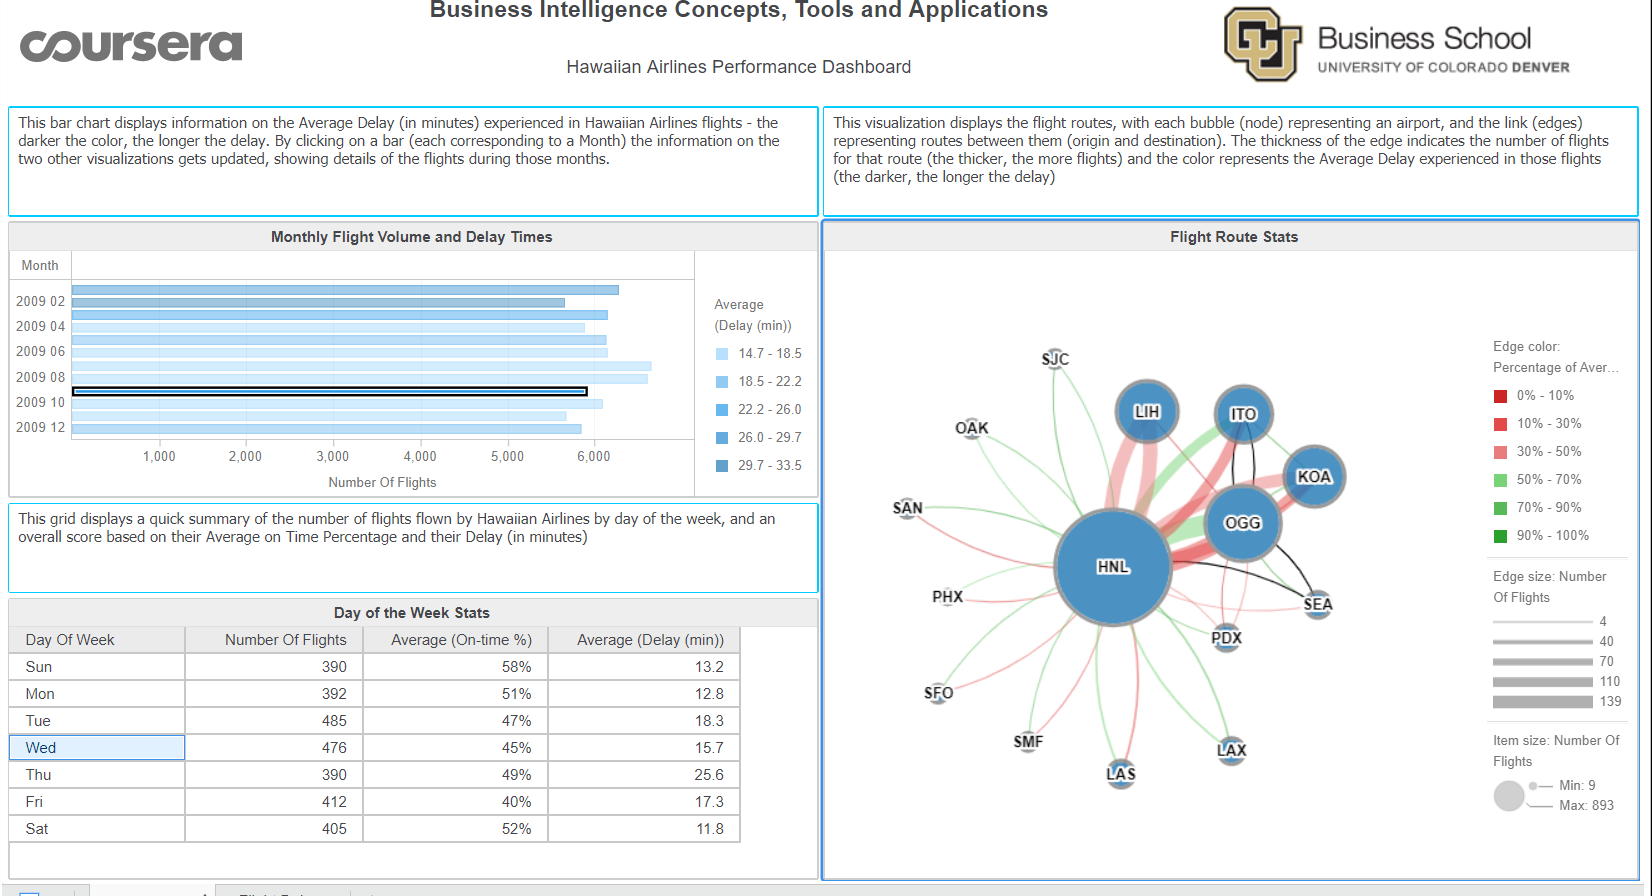 Business Intelligence Concepts, Tools and Applications
coursera
Hawaiian Airlines Performance Dashboard
CU
Business School
UNIVERSITY OF COLORADO DENVER
This bar chart displays information on the Average Delay (in minutes) experienced in Hawaiian Airlines flights - the
darker the color, the longer the delay. By clicking on a bar (each corresponding to a Month) the information on the
two other visualizations gets updated, showing details of the flights during those months.
This visualization displays the flight routes, with each bubble (node) representing an airport, and the link (edges)
representing routes between them (origin and destination). The thickness of the edge indicates the number of flights
for that route (the thicker, the more flights) and the color represents the Average Delay experienced in those flights
(the darker, the longer the delay)
Monthly Flight Volume and Delay Times
Month
2009 02
2009 04
2009 06
2009 08
2009 10
2009 12
1,000 2,000 3,000 4,000 5,000 6,000
Number Of Flights
Average
(Delay (min))
14.7 - 18.5
18.5 - 22.2
22.2 - 26.0
26.0 - 29.7
29.7 - 33.5
This grid displays a quick summary of the number of flights flown by Hawaiian Airlines by day of the week, and an
overall score based on their Average on Time Percentage and their Delay (in minutes)
Day of the Week Stats
Day Of Week Number Of Flights Average (On-time %) Average (Delay (min))
Sun 390 58% 13.2
Mon 392 51% 12.8
Tue 485 47% 18.3
Wed 476 45% 15.7
Thu 390 49% 25.6
Fri 412 40% 17.3
Sat 405 52% 11.8
Flight Route Stats
SJC
LIH
ITO
OAK
KOA
SAN
OGG
HNL
PHX
SEA
PDX
SFO
SMF
LAX
LAS
Edge color:
Percentage of Aver...
0% - 10%
10% - 30%
30% - 50%
50% - 70%
70% - 90%
90% - 100%
Edge size: Number
Of Flights
4
40
70
110
139
Item size: Number Of
Flights
Min: 9
Max: 893